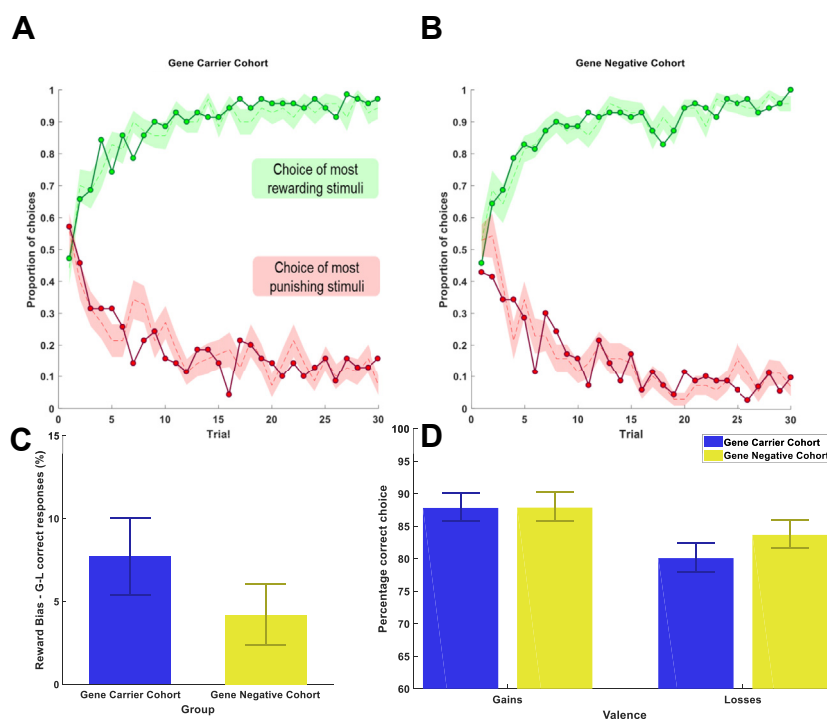 A
B
Gene Carrier Cohort
Gene Negative Cohort
1
0.9
0.8
0.7
0.6
0.5
0.4
0.3
0.2
0.1
0
Proportion of choices
Choice of most
rewarding stimuli
Choice of most
punishing stimuli
0
5
10
15
20
25
30
Trial
1
0.9
0.8
0.7
0.6
0.5
0.4
0.3
0.2
0.1
0
Proportion of choices
0
5
10
15
20
25
30
Trial
C
D
15
10
5
0
Reward Bias - G-L correct responses (%)
Gene Carrier Cohort
Gene Negative Cohort
Group
100
95
90
85
80
75
70
65
60
Percentage correct choice
Gene Carrier Cohort
Gene Negative Cohort
Gains
Losses
Valence